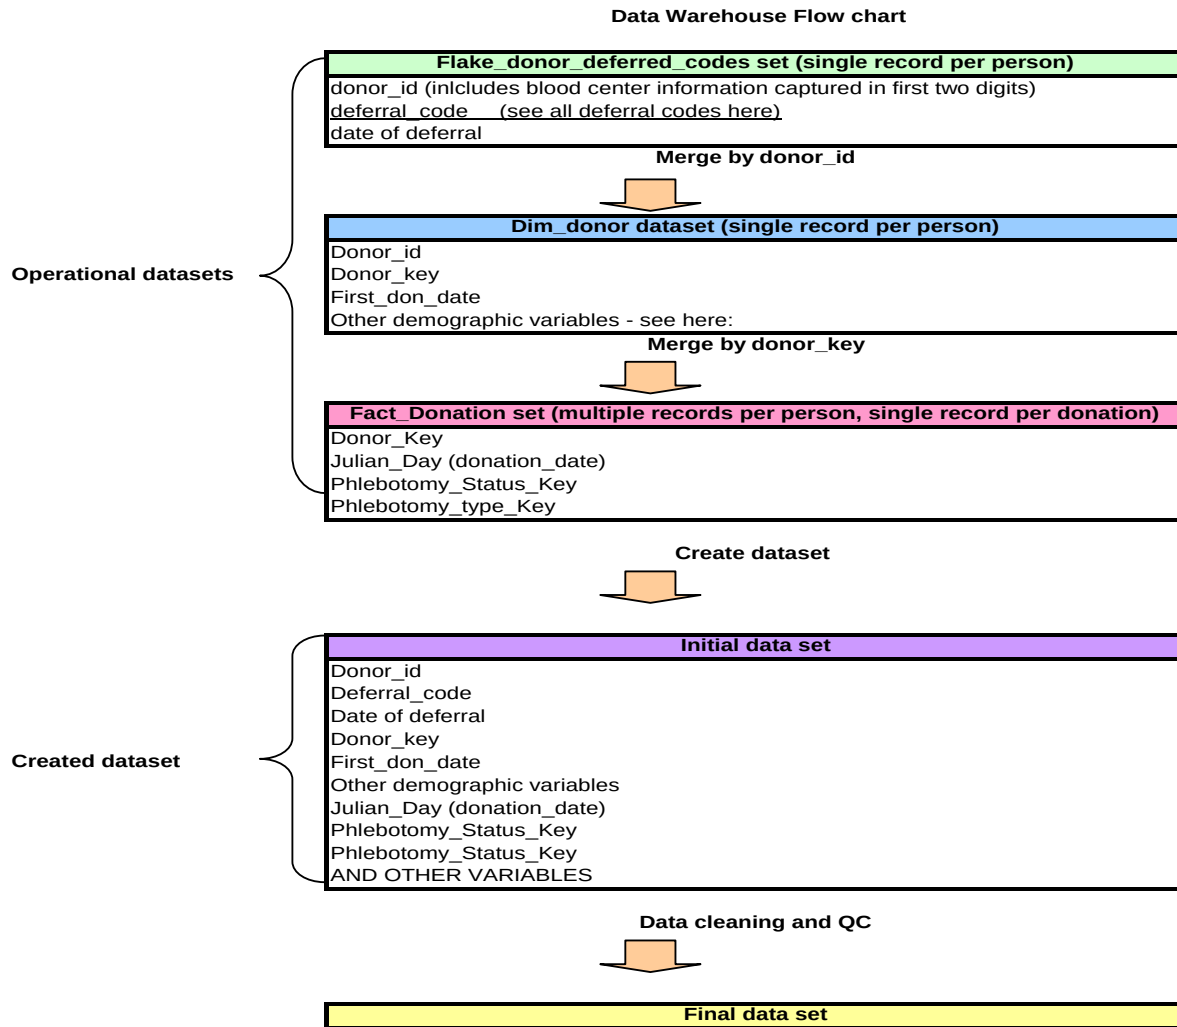 Data Warehouse Flow chart
Flake_donor_deferred_codes set (single record per person)
donor_id (inlcludes blood center information captured in first two digits)
deferral_code (see all deferral codes here)
date of deferral
Merge by donor_id
Dim_donor dataset (single record per person)
Donor_id
Operational datasets
Donor_key
First_don_date
Other demographic variables - see here:
Merge by donor_key
Fact_Donation set (multiple records per person, single record per donation)
Donor_Key
Julian_Day (donation_date)
Phlebotomy_Status_Key
Phlebotomy_type_Key
Create dataset
Initial data set
Donor_id
Deferral_code
Date of deferral
Donor_key
Created dataset
First_don_date
Other demographic variables
Julian_Day (donation_date)
Phlebotomy_Status_Key
Phlebotomy_Status_Key
AND OTHER VARIABLES
Data cleaning and QC
Final data set